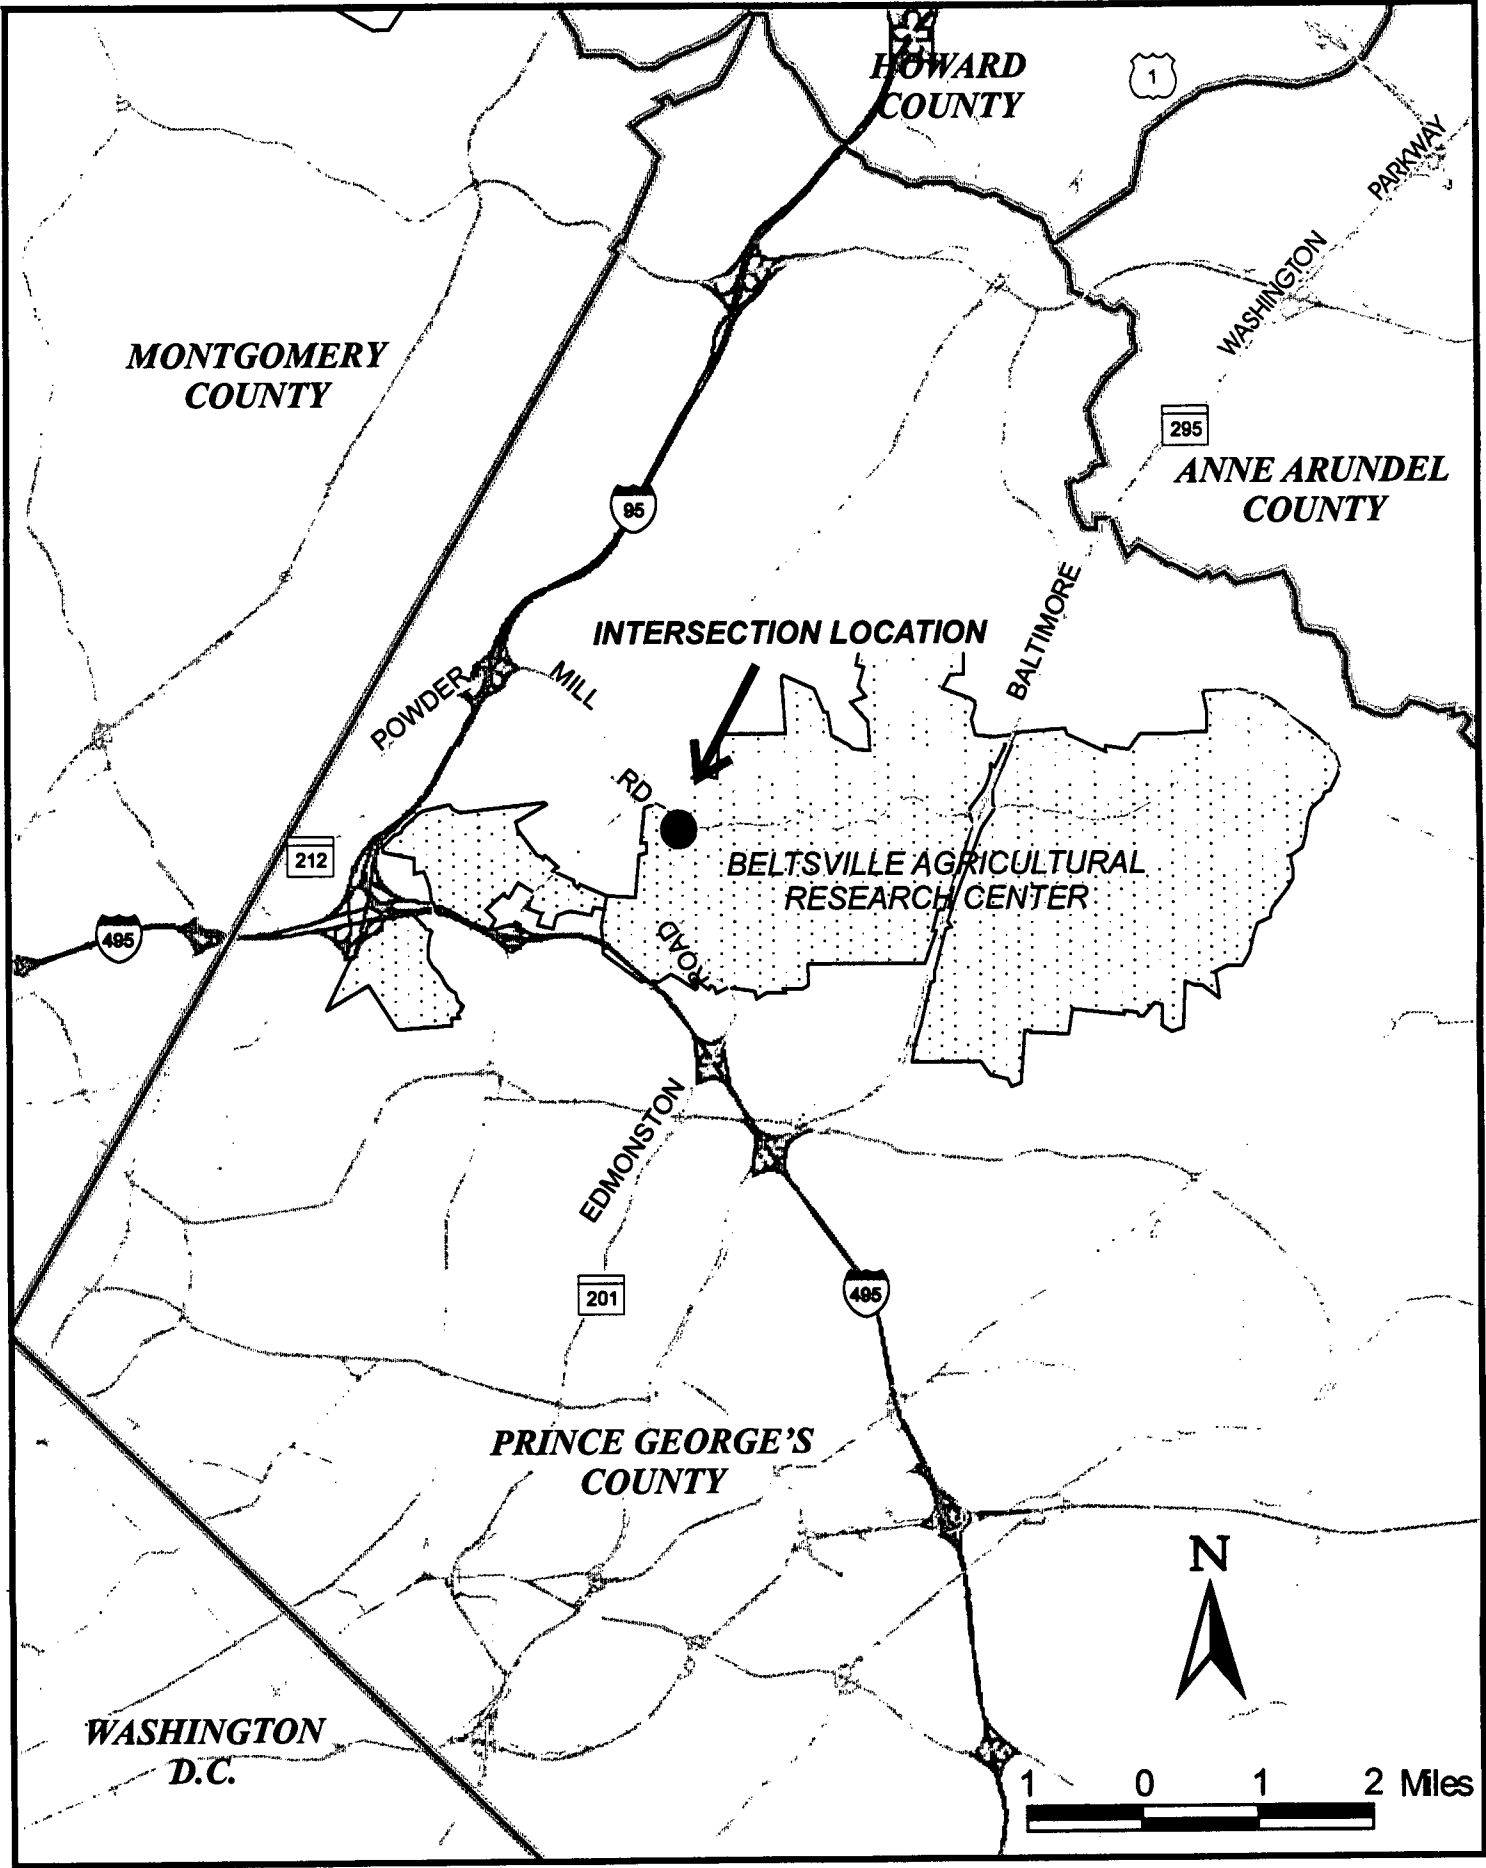 HOWARD
COUNTY
1
PARKWAY
WASHINGTON
MONTGOMERY
COUNTY
295
ANNE ARUNDEL
COUNTY
95
BALTIMORE
INTERSECTION LOCATION
POWDER
MILL
RD
212
BELTSVILLE AGRICULTURAL
RESEARCH CENTER
495
ROAD
EDMONSTON
201
495
PRINCE GEORGE'S
COUNTY
N
WASHINGTON
D.C.
1 0 1 2 Miles